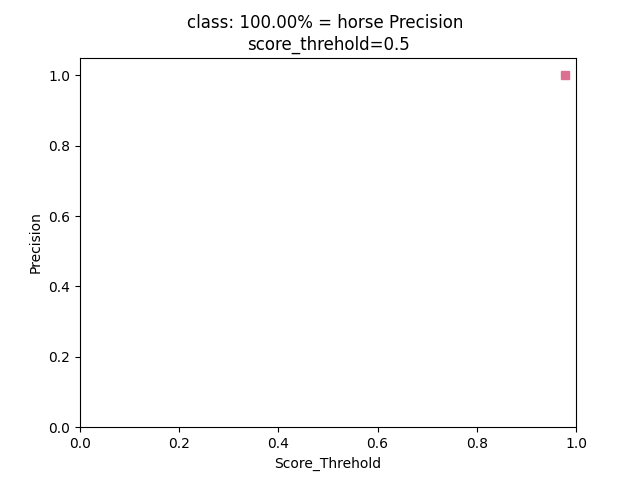 class: 100.00% = horse Precision
score_threhold=0.5
1.0
0.8
0.6
0.4
0.2
0.0
Precision
0.0 0.2 0.4 0.6 0.8 1.0
Score_Threhold